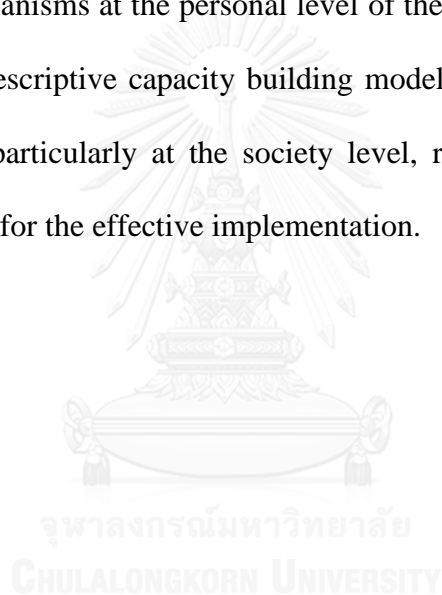 anisms at the personal level of the
escriptive capacity building model
particularly at the society level, r
for the effective implementation.
จุฬาลงกรณ์มหาวิทยาลัย
CHULALONGKORN UNIVERSITY